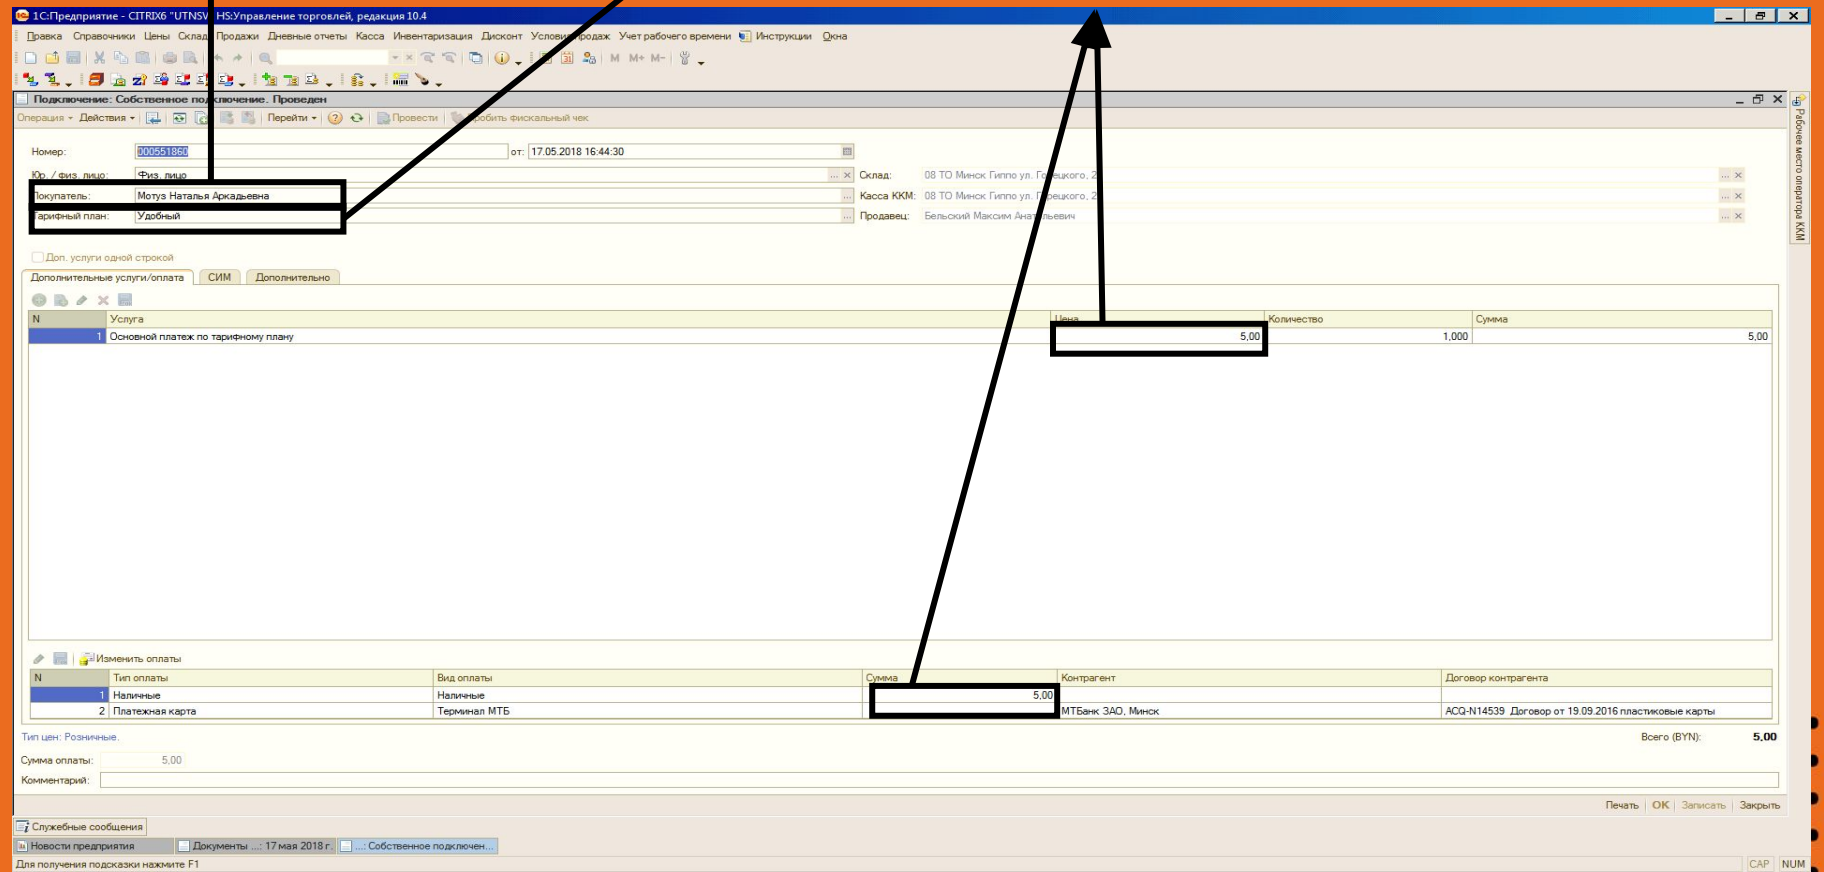 1С:Предприятие - CITRIX6 "UTNSV HS:Управление торговлей, редакция 10.4
Правка Справочники Цены Склад Продажи Дневные отчеты Касса Инвентаризация Дисконт Условия продаж Учет рабочего времени Инструкции Окна
31 M M+ M-
Подключение: Собственное подключение. Проведен
Операция Действия Перейти Провести Пробить фискальный чек
Рабочее место оператора ККМ
Номер: 000551860 от: 17.05.2018 16:44:30
Юр. / физ. лицо: Физ. лицо Склад: 08 ТО Минск Гиппо ул. Горецкого, 2
Покупатель: Мотуз Наталья Аркадьевна Касса ККМ: 08 ТО Минск Гиппо ул. Горецкого, 2
Тарифный план: Удобный Продавец: Бельский Максим Анатольевич
Доп. услуги одной строкой
Дополнительные услуги/оплата СИМ Дополнительно
N Услуга Цена Количество Сумма
1 Основной платеж по тарифному плану 5,00 1,000 5,00
Изменить оплаты
N Тип оплаты Вид оплаты Сумма Контрагент Договор контрагента
1 Наличные Наличные 5,00
2 Платежная карта Терминал МТБ МТБанк ЗАО, Минск ACQ-N14539 Договор от 19.09.2016 пластиковые карты
Тип цен: Розничные. Всего (BYN): 5,00
Сумма оплаты: 5,00
Комментарий:
Печать OK Записать Закрыть
Служебные сообщения
Новости предприятия Документы ...: 17 мая 2018 г. ...: Собственное подключен...
Для получения подсказки нажмите F1 CAP NUM